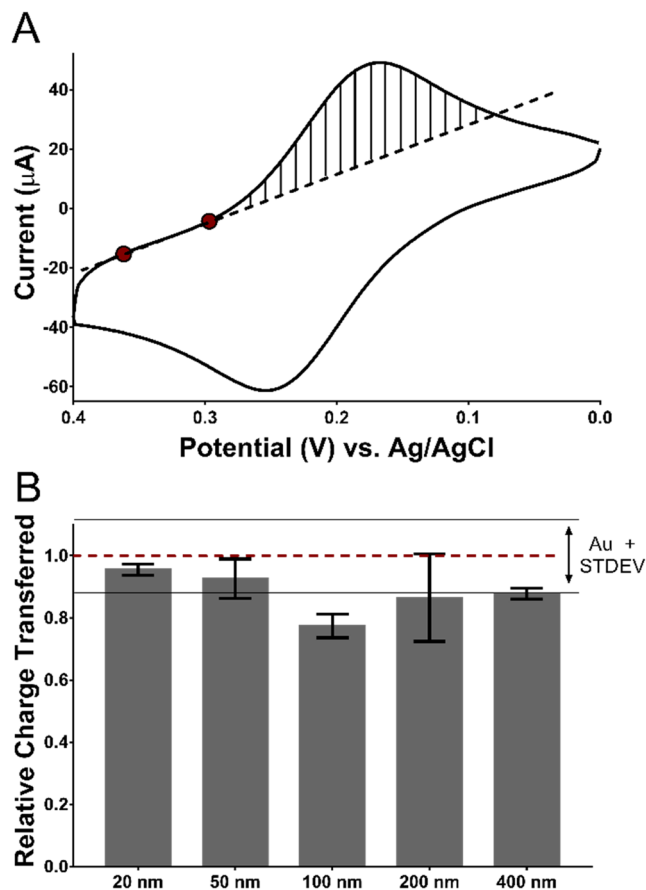 A
Current (μA)
40
20
0
-20
-40
-60
0.4
0.3
0.2
0.1
0.0
Potential (V) vs. Ag/AgCl
B
Relative Charge Transferred
1.0
0.8
0.6
0.4
0.2
0.0
Au +
STDEV
20 nm
50 nm
100 nm
200 nm
400 nm